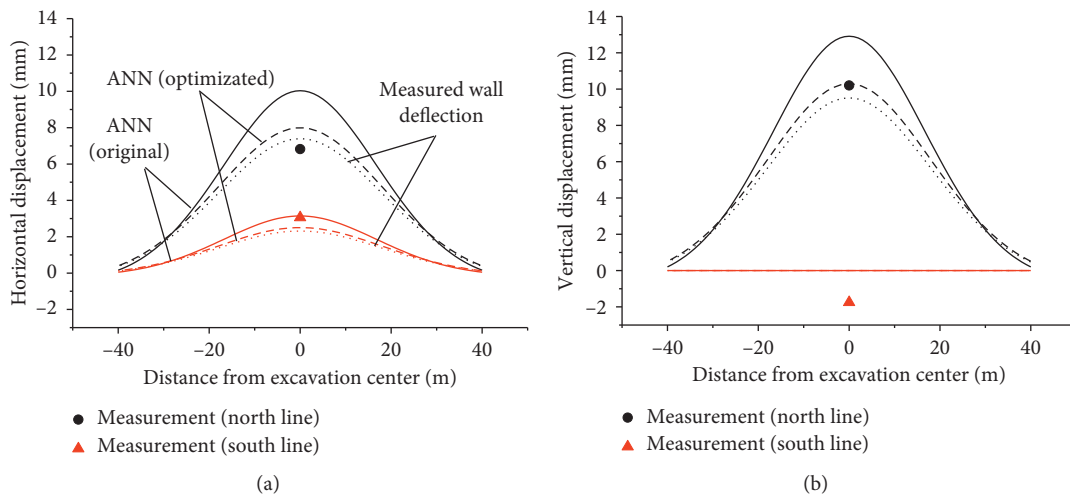 14
12
10
8
6
4
2
0
−2
Horizontal displacement (mm)
ANN (optimizated)
ANN
(original)
Measured wall
deflection
−40
−20
0
20
40
Distance from excavation center (m)
Measurement (north line)
Measurement (south line)
(a)
14
12
10
8
6
4
2
0
−2
Vertical displacement (mm)
−40
−20
0
20
40
Distance from excavation center (m)
Measurement (north line)
Measurement (south line)
(b)